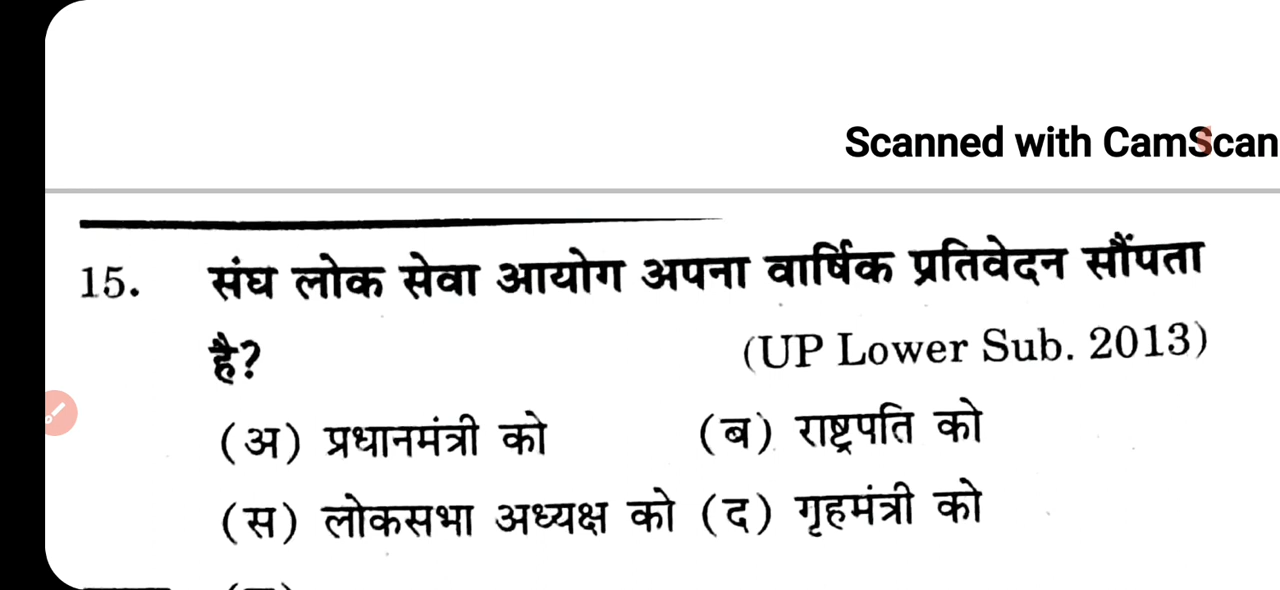 Scanned with CamScan
15. संघ लोक सेवा आयोग अपना वार्षिक प्रतिवेदन सौंपता
है? (UP Lower Sub. 2013)
(अ) प्रधानमंत्री को (ब) राष्ट्रपति को
(स) लोकसभा अध्यक्ष को (द) गृहमंत्री को